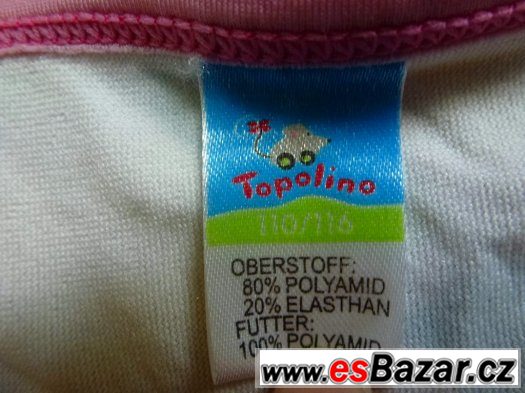 Topolino
110/116
OBERSTOFF:
80% POLYAMID
20% ELASTHAN
FUTTER:
100% POLYAMID
www.esBazar.cz